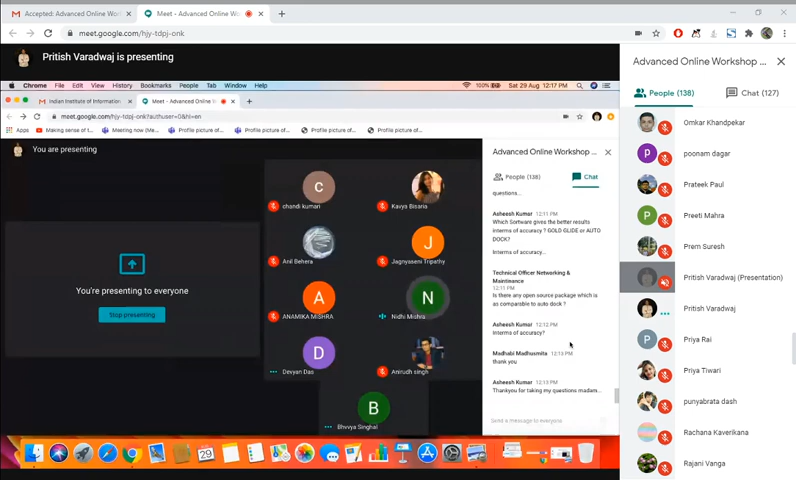 Accepted: Advanced Online Work
Meet - Advanced Online Wo
meet.google.com/hjy-tdpj-onk
Pritish Varadwaj is presenting
Chrome File Edit View History Bookmarks People Tab Window Help
100% Sat 29 Aug 12:17 PM
Indian Institute of Information
Meet - Advanced Online W
meet.google.com/hjy-tdpj-onk?authuser=0&hl=en
Apps
Making sense of t...
Meeting now (Me...
Profile picture of...
Profile picture of...
Profile picture of...
Profile picture of...
You are presenting
You're presenting to everyone
Stop presenting
C
chandi kumari
Kavya Bisaria
Anil Behera
J
Jagnyaseni Tripathy
A
ANAMIKA MISHRA
N
Nidhi Mishra
D
Devyan Das
Anirudh singh
B
Bhvvya Singhal
Advanced Online Workshop ...
People (138)
Chat
questions...
Asheesh Kumar 12:11 PM
Which Sortware gives the better results
Interms of accuracy ? GOLD GLIDE or AUTO
DOCK?
Interms of accuracy...
Technical Officer Networking &
Maintinance
12:11 PM
Is there any open source package which is
as comparable to auto dock ?
Asheesh Kumar 12:12 PM
Interms of accuracy?
Madhabi Madhusmita 12:13 PM
thank you
Asheesh Kumar 12:13 PM
Thankyou for taking my questions madam...
Send a message to everyone
29
Advanced Online Workshop ...
People (138)
Chat (127)
Omkar Khandpekar
P
poonam dagar
Prateek Paul
P
Preeti Mahra
Prem Suresh
Pritish Varadwaj (Presentation)
Pritish Varadwaj
P
Priya Rai
Priya Tiwari
punyabrata dash
Rachana Kaverikana
Rajani Vanga